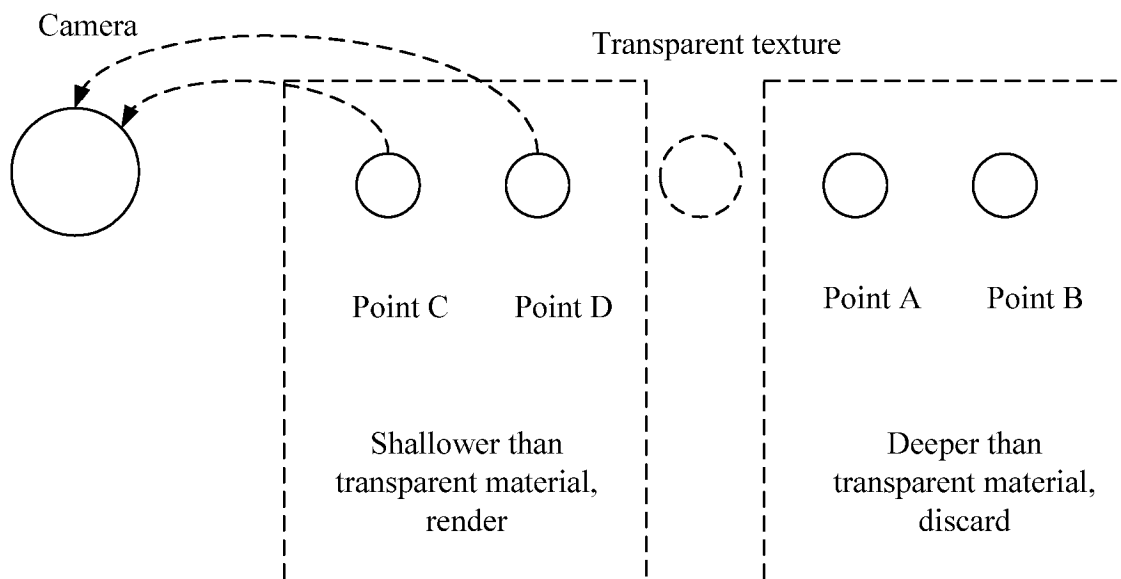 Camera
Transparent texture
Point C
Point D
Point A
Point B
Shallower than
transparent material,
render
Deeper than
transparent material,
discard